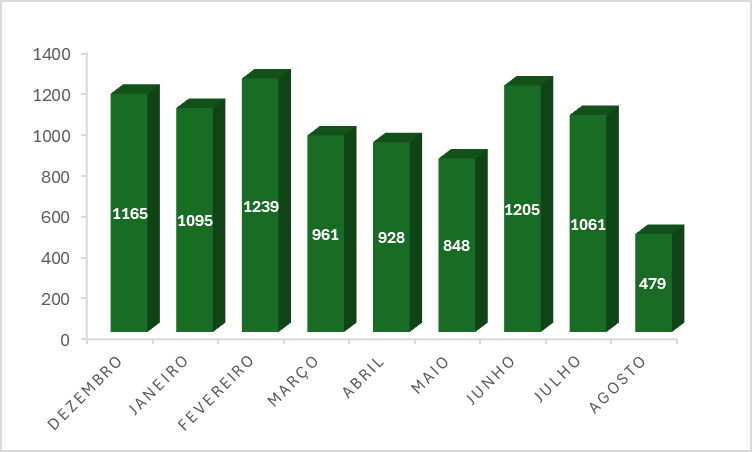 1400
1200
1000
800
600
400
200
0
1165
1095
1239
961
928
848
1205
1061
479
DEZEMBRO
JANEIRO
FEVEREIRO
MARÇO
ABRIL
MAIO
JUNHO
JULHO
AGOSTO